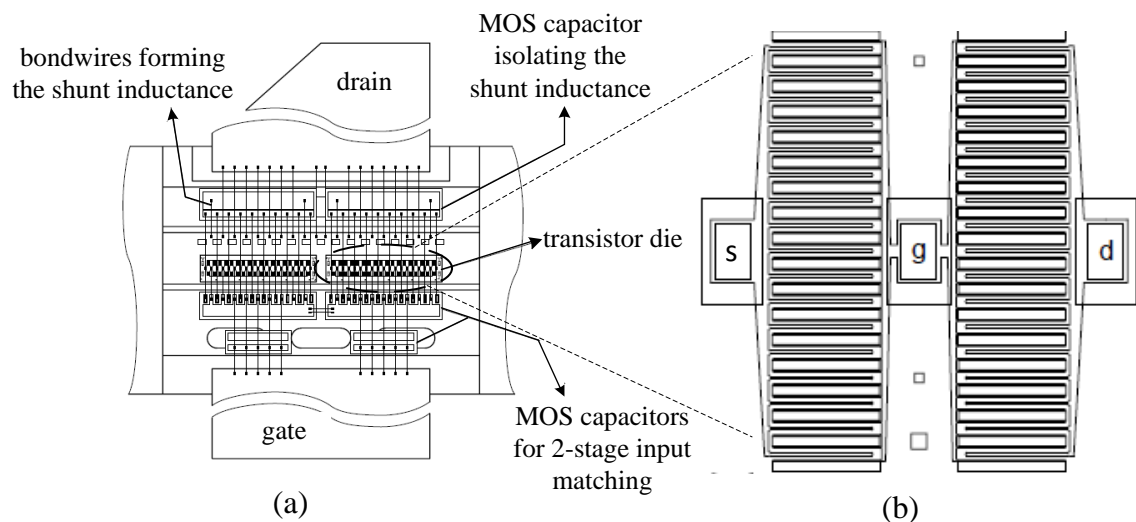 bondwires forming
the shunt inductance
drain
MOS capacitor
isolating the
shunt inductance
transistor die
gate
MOS capacitors
for 2-stage input
matching
(a)
s
g
d
(b)